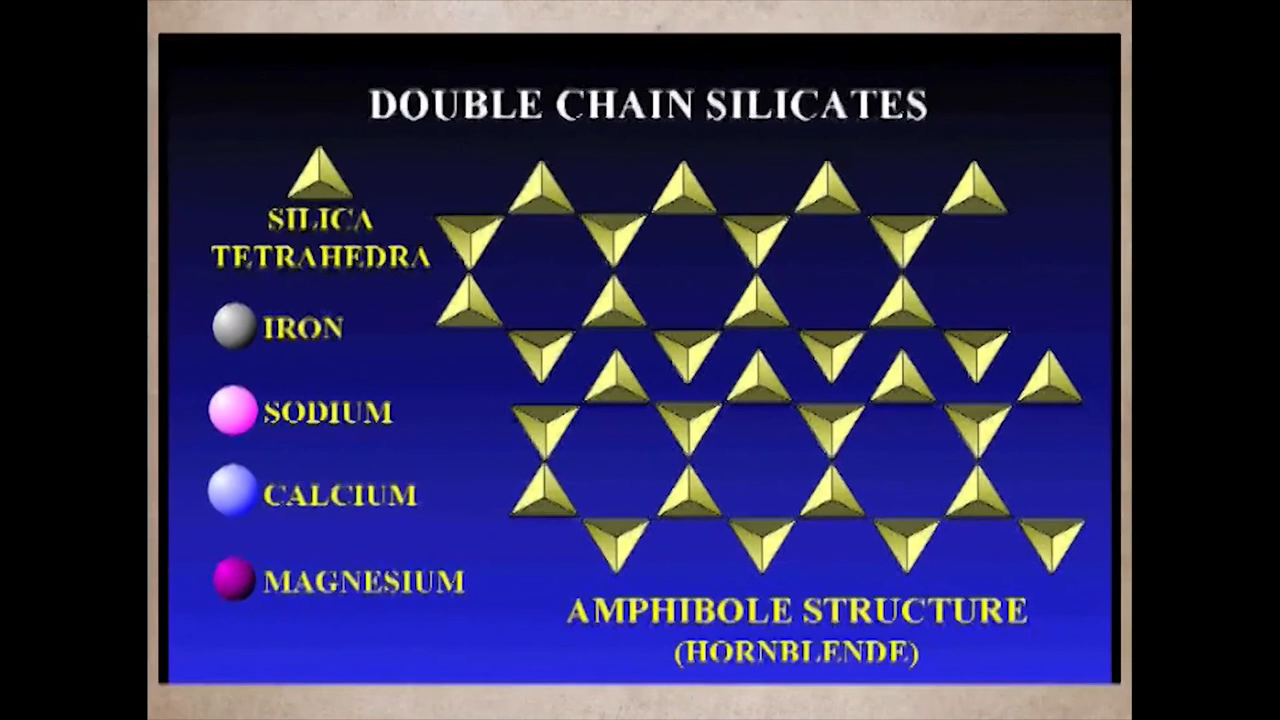 DOUBLE CHAIN SILICATES
SILICA
TETRAHEDRA
IRON
SODIUM
CALCIUM
MAGNESIUM
AMPHIBOLE STRUCTURE
(HORNBLENDE)